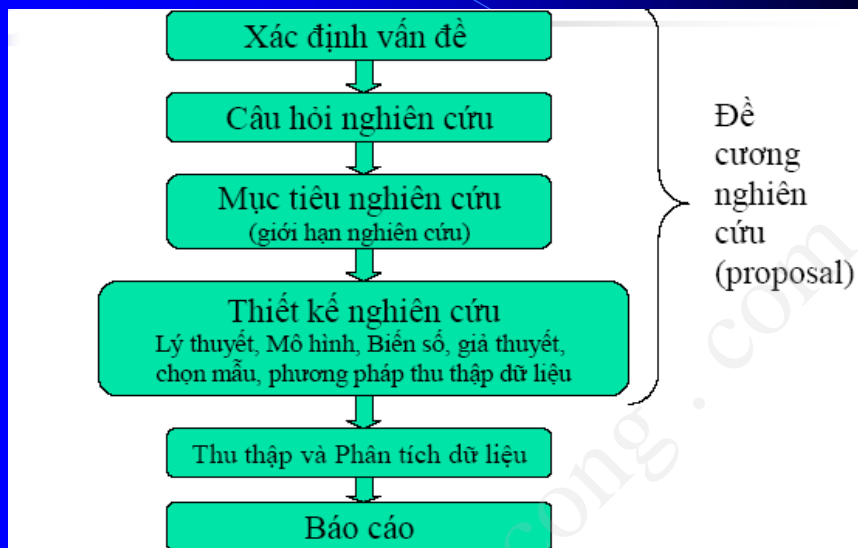 Xác định vấn đề
Câu hỏi nghiên cứu
Mục tiêu nghiên cứu
(giới hạn nghiên cứu)
Thiết kế nghiên cứu
Lý thuyết, Mô hình, Biến số, giả thuyết,
chọn mẫu, phương pháp thu thập dữ liệu
Thu thập và Phân tích dữ liệu
Báo cáo
Đề
cương
nghiên
cứu
(proposal)
cong . com